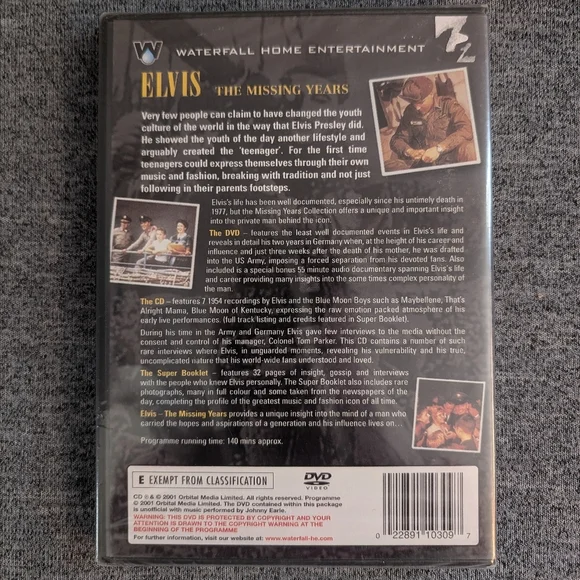 WATERFALL HOME ENTERTAINMENT
ELVIS THE MISSING YEARS
Very few people can claim to have changed the youth
culture of the world in the way that Elvis Presley did.
He showed the youth of the day another lifestyle and
arguably created the 'teenager'. For the first time
teenagers could express themselves through their own
music and fashion, breaking with tradition and not just
following in their parents footsteps.
Elvis's life has been well documented, especially since his untimely death in
1977, but the Missing Years Collection offers a unique and important insight
into the private man behind the icon.
The DVD – features the least well documented events in Elvis's life and
reveals in detail his two years in Germany when, at the height of his career and
influence and just three weeks after the death of his mother, he was drafted
into the US Army, imposing a forced separation from his devoted fans. Also
included is a special bonus 55 minute audio documentary spanning Elvis's life
and career providing many insights into the some times complex personality of
the man.
The CD – features 7 1954 recordings by Elvis and the Blue Moon Boys such as Maybellene, That's
Alright Mama, Blue Moon of Kentucky, expressing the raw emotion packed atmosphere of his
early live performances. (full track listing and credits featured in Super Booklet).
During his time in the Army and Germany Elvis gave few interviews to the media without the
consent and control of his manager, Colonel Tom Parker. This CD contains a number of such
rare interviews where Elvis, in unguarded moments, revealing his vulnerability and his true,
uncomplicated nature that his world-wide fans understood and loved.
The Super Booklet – features 32 pages of insight, gossip and interviews
with the people who knew Elvis personally. The Super Booklet also includes rare
photographs, many in full colour and some taken from the newspapers of the
day, completing the profile of the greatest music and fashion icon of all time.
Elvis – The Missing Years provides a unique insight into the mind of a man who
carried the hopes and aspirations of a generation and his influence lives on...
Programme running time: 140 mins approx.
E EXEMPT FROM CLASSIFICATION
DVD
VIDEO
CD ℗ & © 2001 Orbital Media Limited. All rights reserved. Programme
© 2001 Orbital Media Limited. The DVD contained within this package
is unofficial with music performed by Johnny Earle.
WARNING: THIS DVD IS PROTECTED BY COPYRIGHT AND YOUR
ATTENTION IS DRAWN TO THE COPYRIGHT WARNING AT THE
BEGINNING OF THE PROGRAMME
For further information, visit our website at: www.waterfall-he.com
0 22891 10309 7